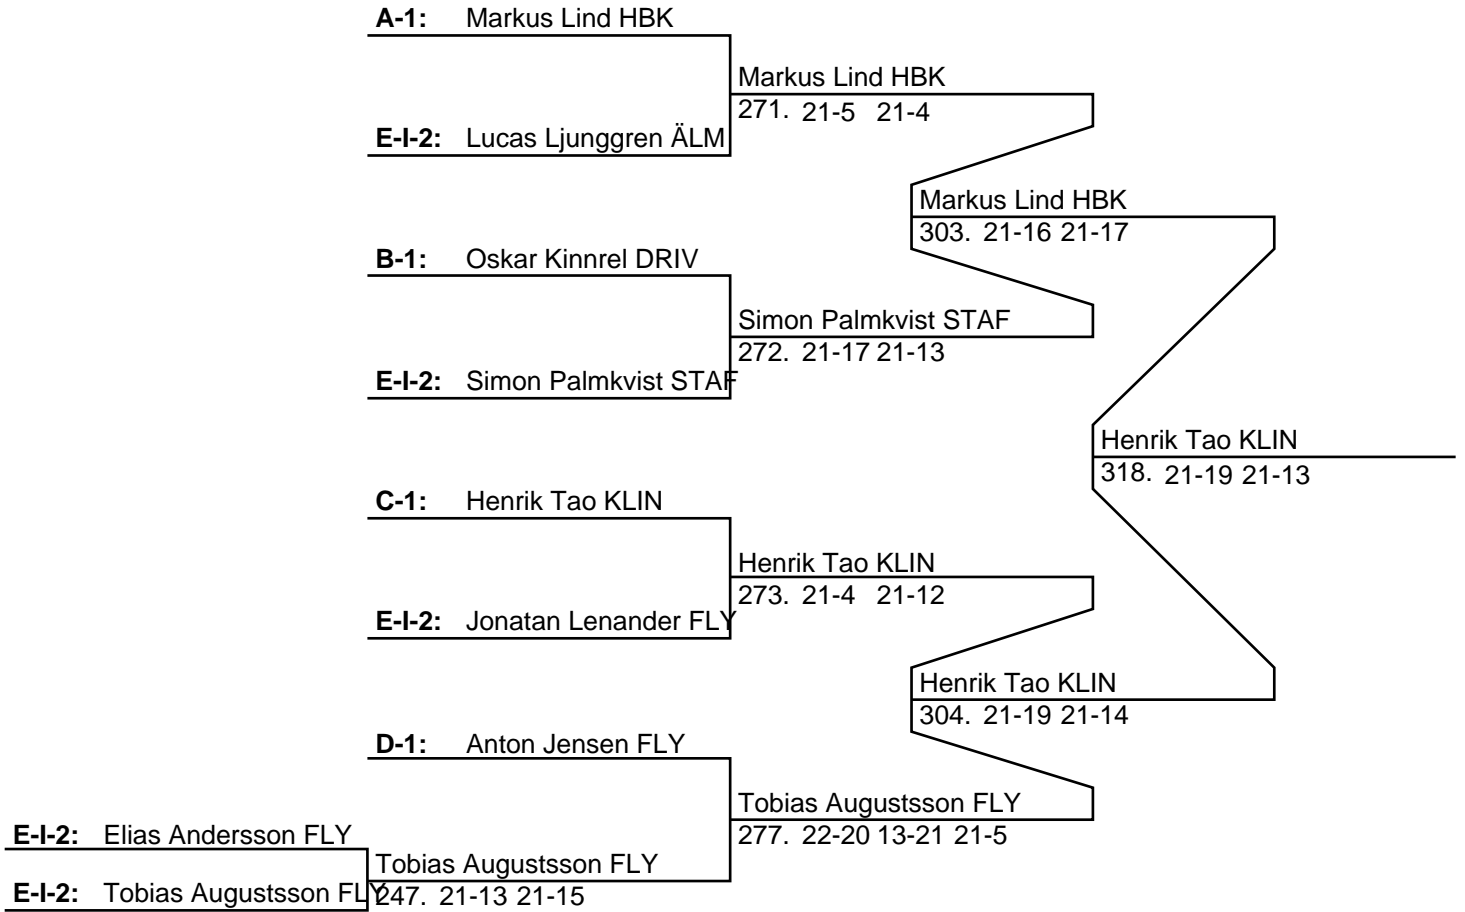 A-1: Markus Lind HBK
Markus Lind HBK
271. 21-5 21-4
E-I-2: Lucas Ljunggren ÄLM
Markus Lind HBK
303. 21-16 21-17
B-1: Oskar Kinnrel DRIV
Simon Palmkvist STAF
272. 21-17 21-13
E-I-2: Simon Palmkvist STAF
Henrik Tao KLIN
318. 21-19 21-13
C-1: Henrik Tao KLIN
Henrik Tao KLIN
273. 21-4 21-12
E-I-2: Jonatan Lenander FLY
Henrik Tao KLIN
304. 21-19 21-14
D-1: Anton Jensen FLY
Tobias Augustsson FLY
277. 22-20 13-21 21-5
E-I-2: Elias Andersson FLY
Tobias Augustsson FLY
E-I-2: Tobias Augustsson FLY
247. 21-13 21-15